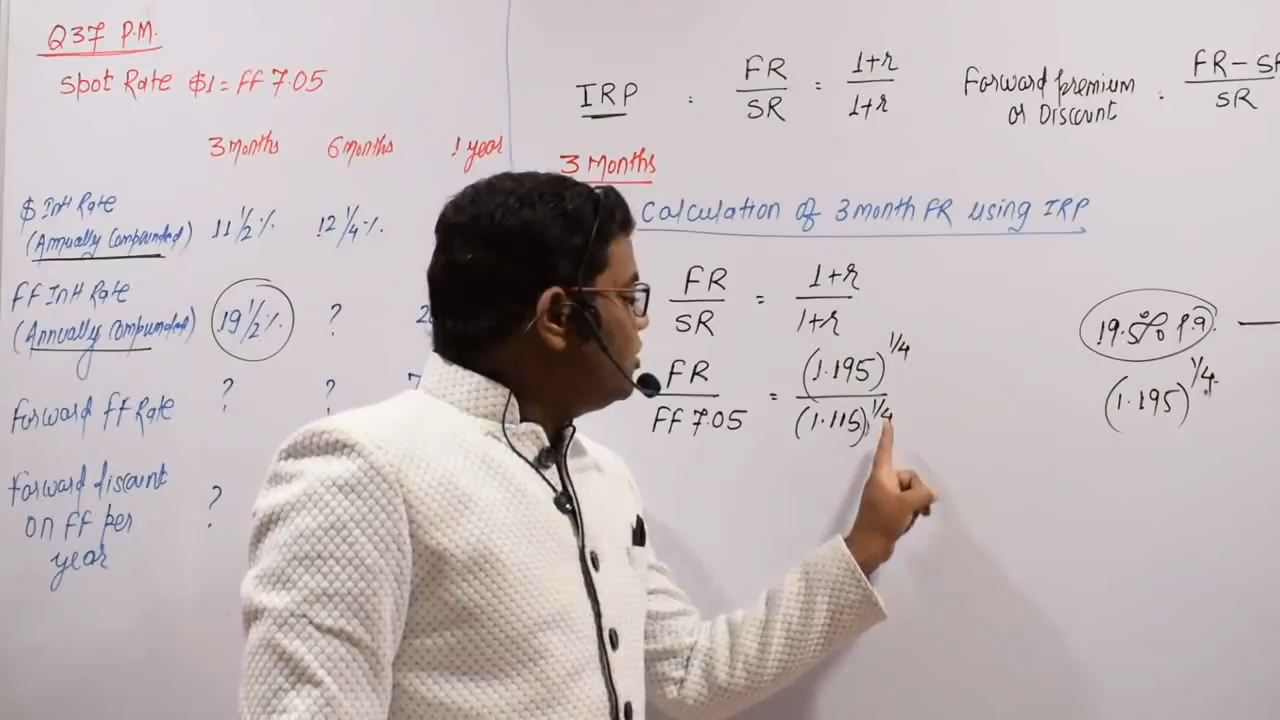 Q37 P.M.
Spot Rate $1 = FF 7.05
3 Months 6 months 1 year
$ Int Rate
(Annually Compounded) 11 1/2 % 12 1/4 %
FF Int Rate
(Annually Compounded) 19 1/2 % ? 2
Forward FF Rate ? ?
Forward discount
on FF per
year ?
IRP : FR/SR = 1+r/1+r
Forward premium
or Discount : FR - SR/SR
3 Months
Calculation of 3 month FR using IRP
FR/SR = 1+r/1+r
FR/FF 7.05 = (1.195)^1/4/(1.115)^1/4
19.5% P.a. —
(1.195)^1/4